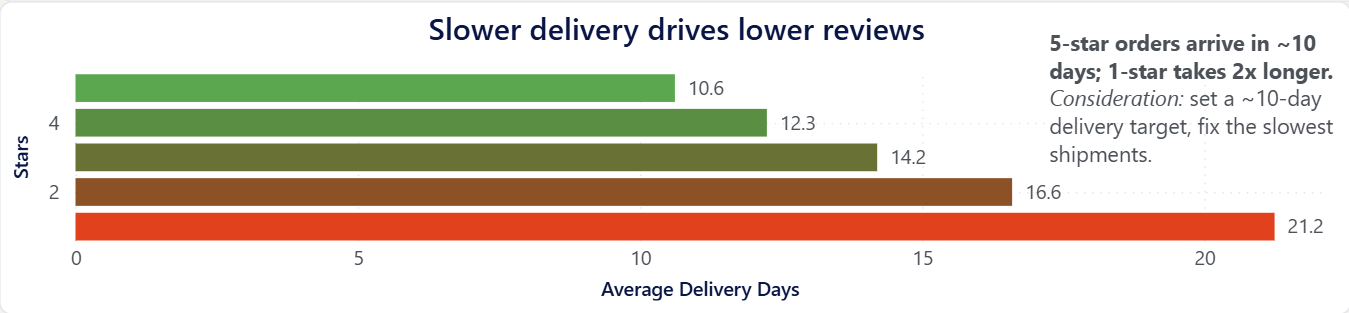 Slower delivery drives lower reviews
5-star orders arrive in ~10
days; 1-star takes 2x longer.
Consideration: set a ~10-day
delivery target, fix the slowest
shipments.
Stars
10.6
4
12.3
14.2
2
16.6
21.2
0
5
10
15
20
Average Delivery Days